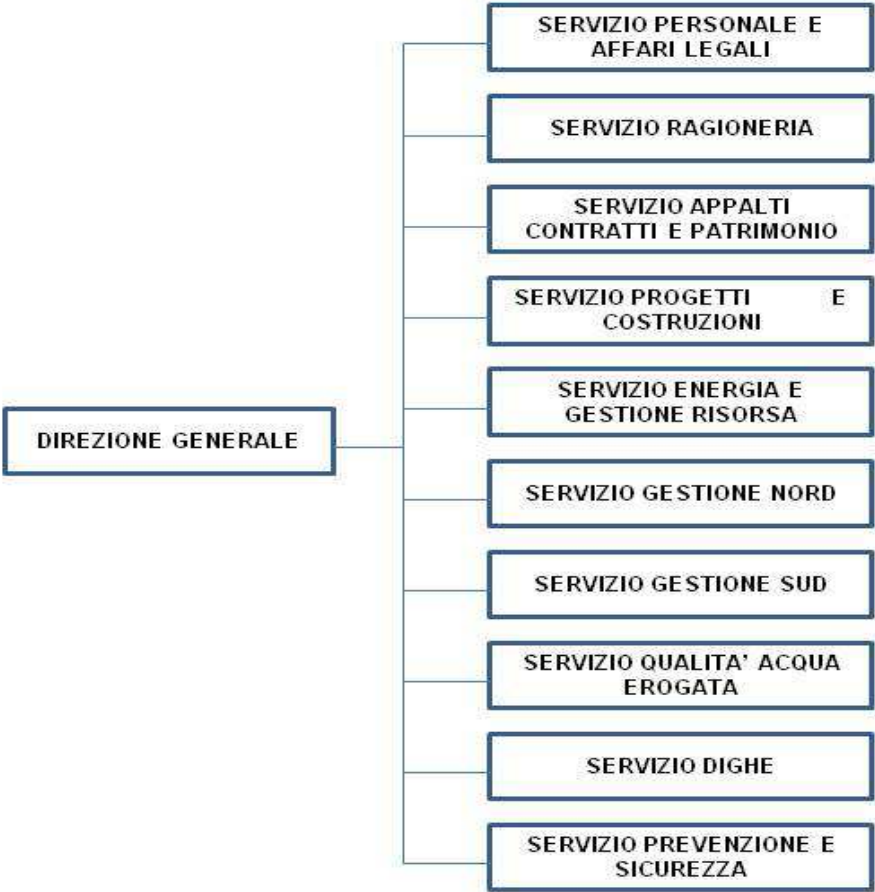 SERVIZIO PERSONALE E
AFFARI LEGALI
SERVIZIO RAGIONERIA
SERVIZIO APPALTI
CONTRATTI E PATRIMONIO
SERVIZIO PROGETTI E
COSTRUZIONI
SERVIZIO ENERGIA E
GESTIONE RISORSA
DIREZIONE GENERALE
SERVIZIO GESTIONE NORD
SERVIZIO GESTIONE SUD
SERVIZIO QUALITA’ ACQUA
EROGATA
SERVIZIO DIGHE
SERVIZIO PREVENZIONE E
SICUREZZA